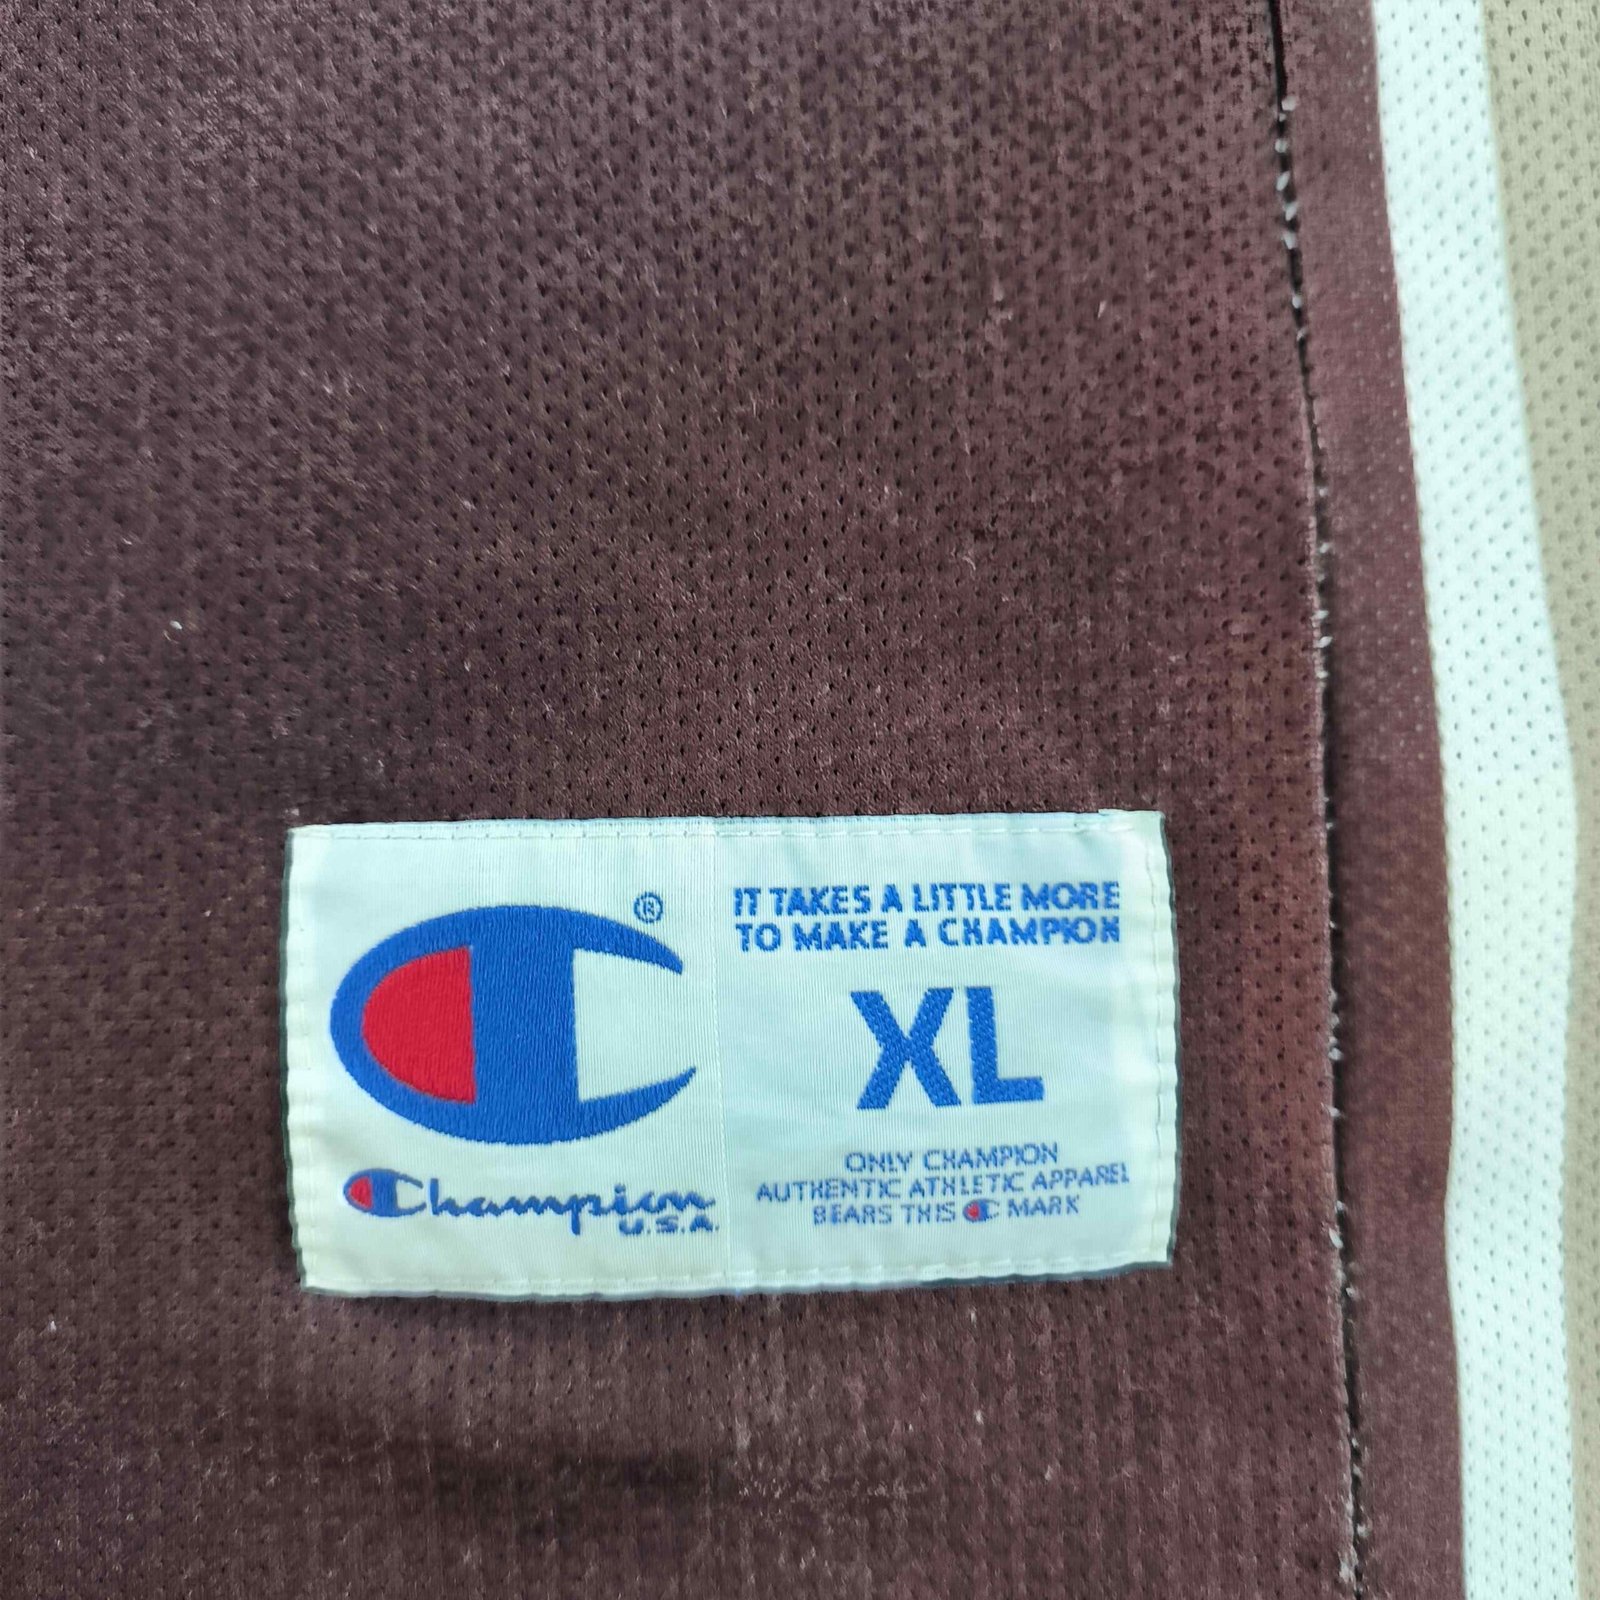 ®
IT TAKES A LITTLE MORE
TO MAKE A CHAMPION
XL
Champion
U.S.A.
ONLY CHAMPION
AUTHENTIC ATHLETIC APPAREL
BEARS THIS C MARK